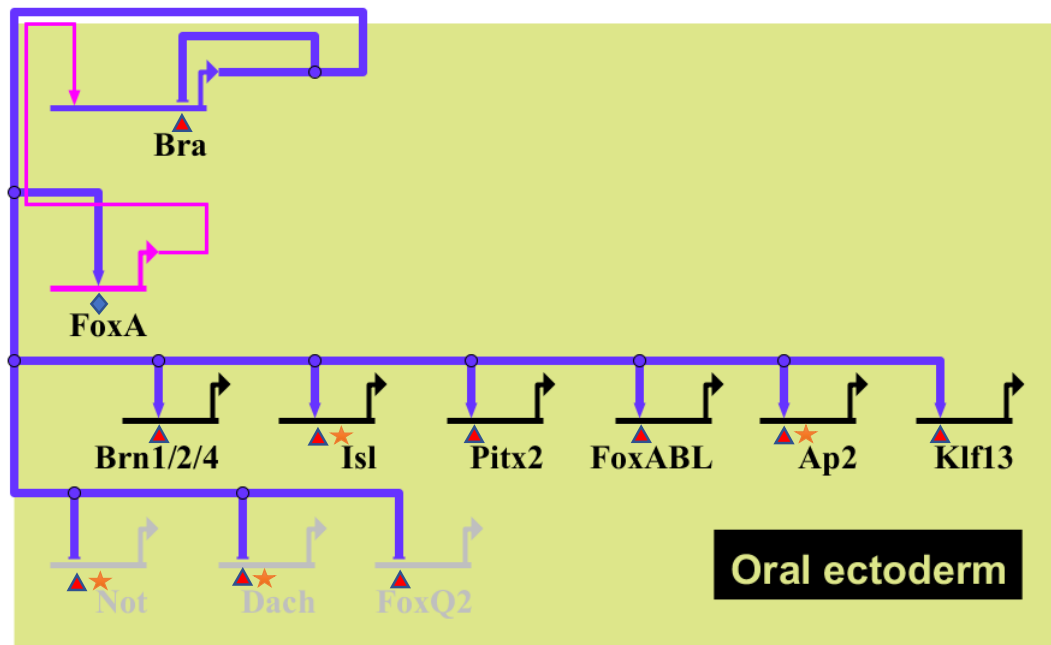 Bra
FoxA
Brn1/2/4 Isl Pitx2 FoxABL Ap2 Klf13
Not Dach FoxQ2
Oral ectoderm